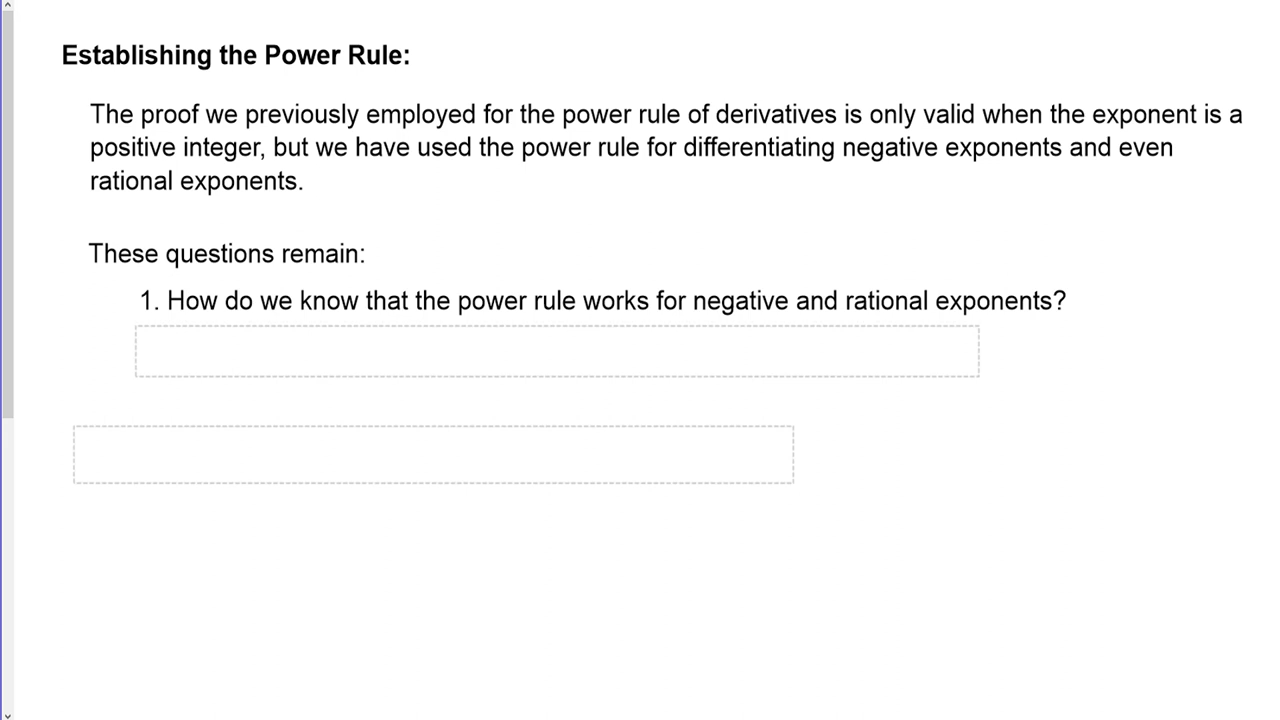 Establishing the Power Rule:
The proof we previously employed for the power rule of derivatives is only valid when the exponent is a
positive integer, but we have used the power rule for differentiating negative exponents and even
rational exponents.
These questions remain:
1. How do we know that the power rule works for negative and rational exponents?